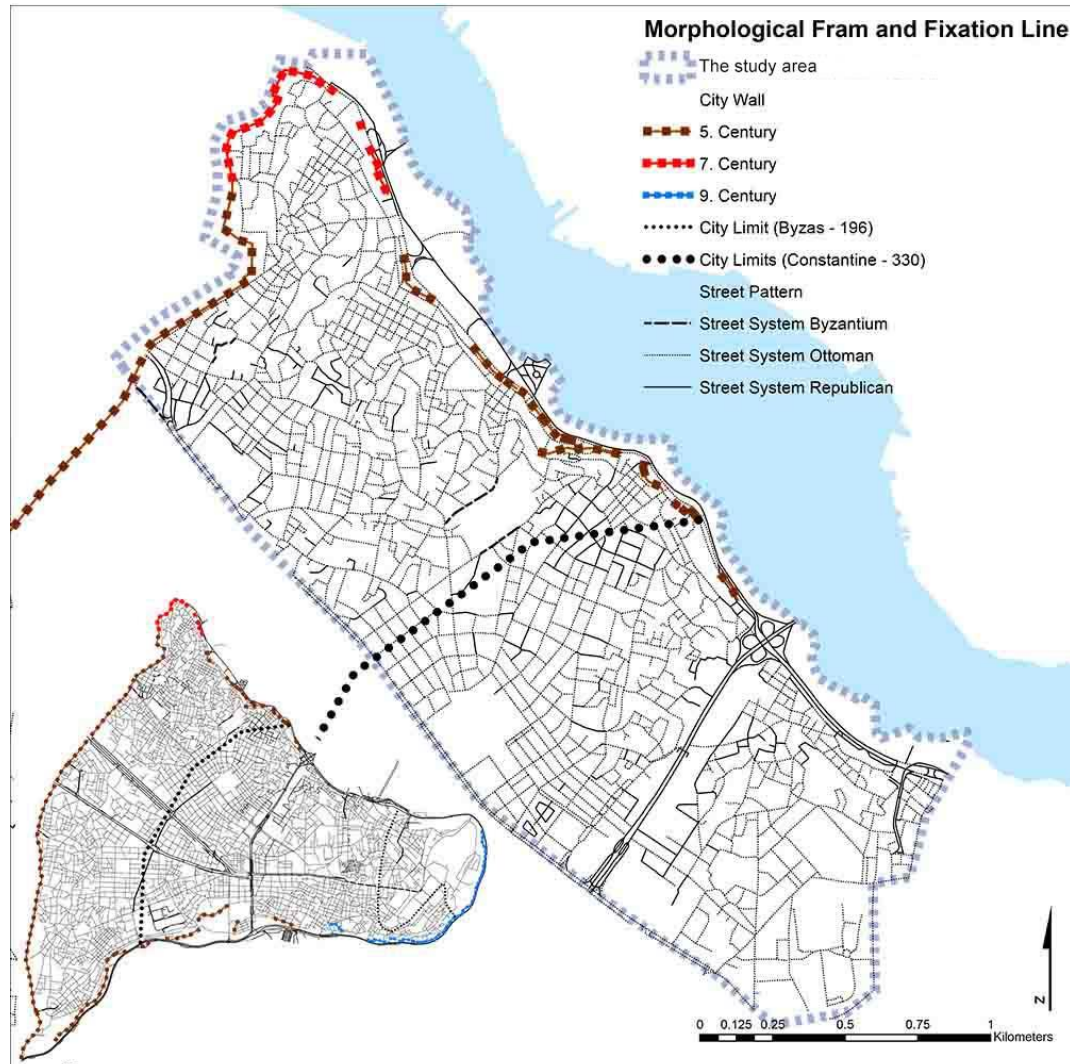 Morphological Fram and Fixation Line
The study area
City Wall
5. Century
7. Century
9. Century
City Limit (Byzas - 196)
City Limits (Constantine - 330)
Street Pattern
Street System Byzantium
Street System Ottoman
Street System Republican
N
0 0.125 0.25 0.5 0.75 1
Kilometers